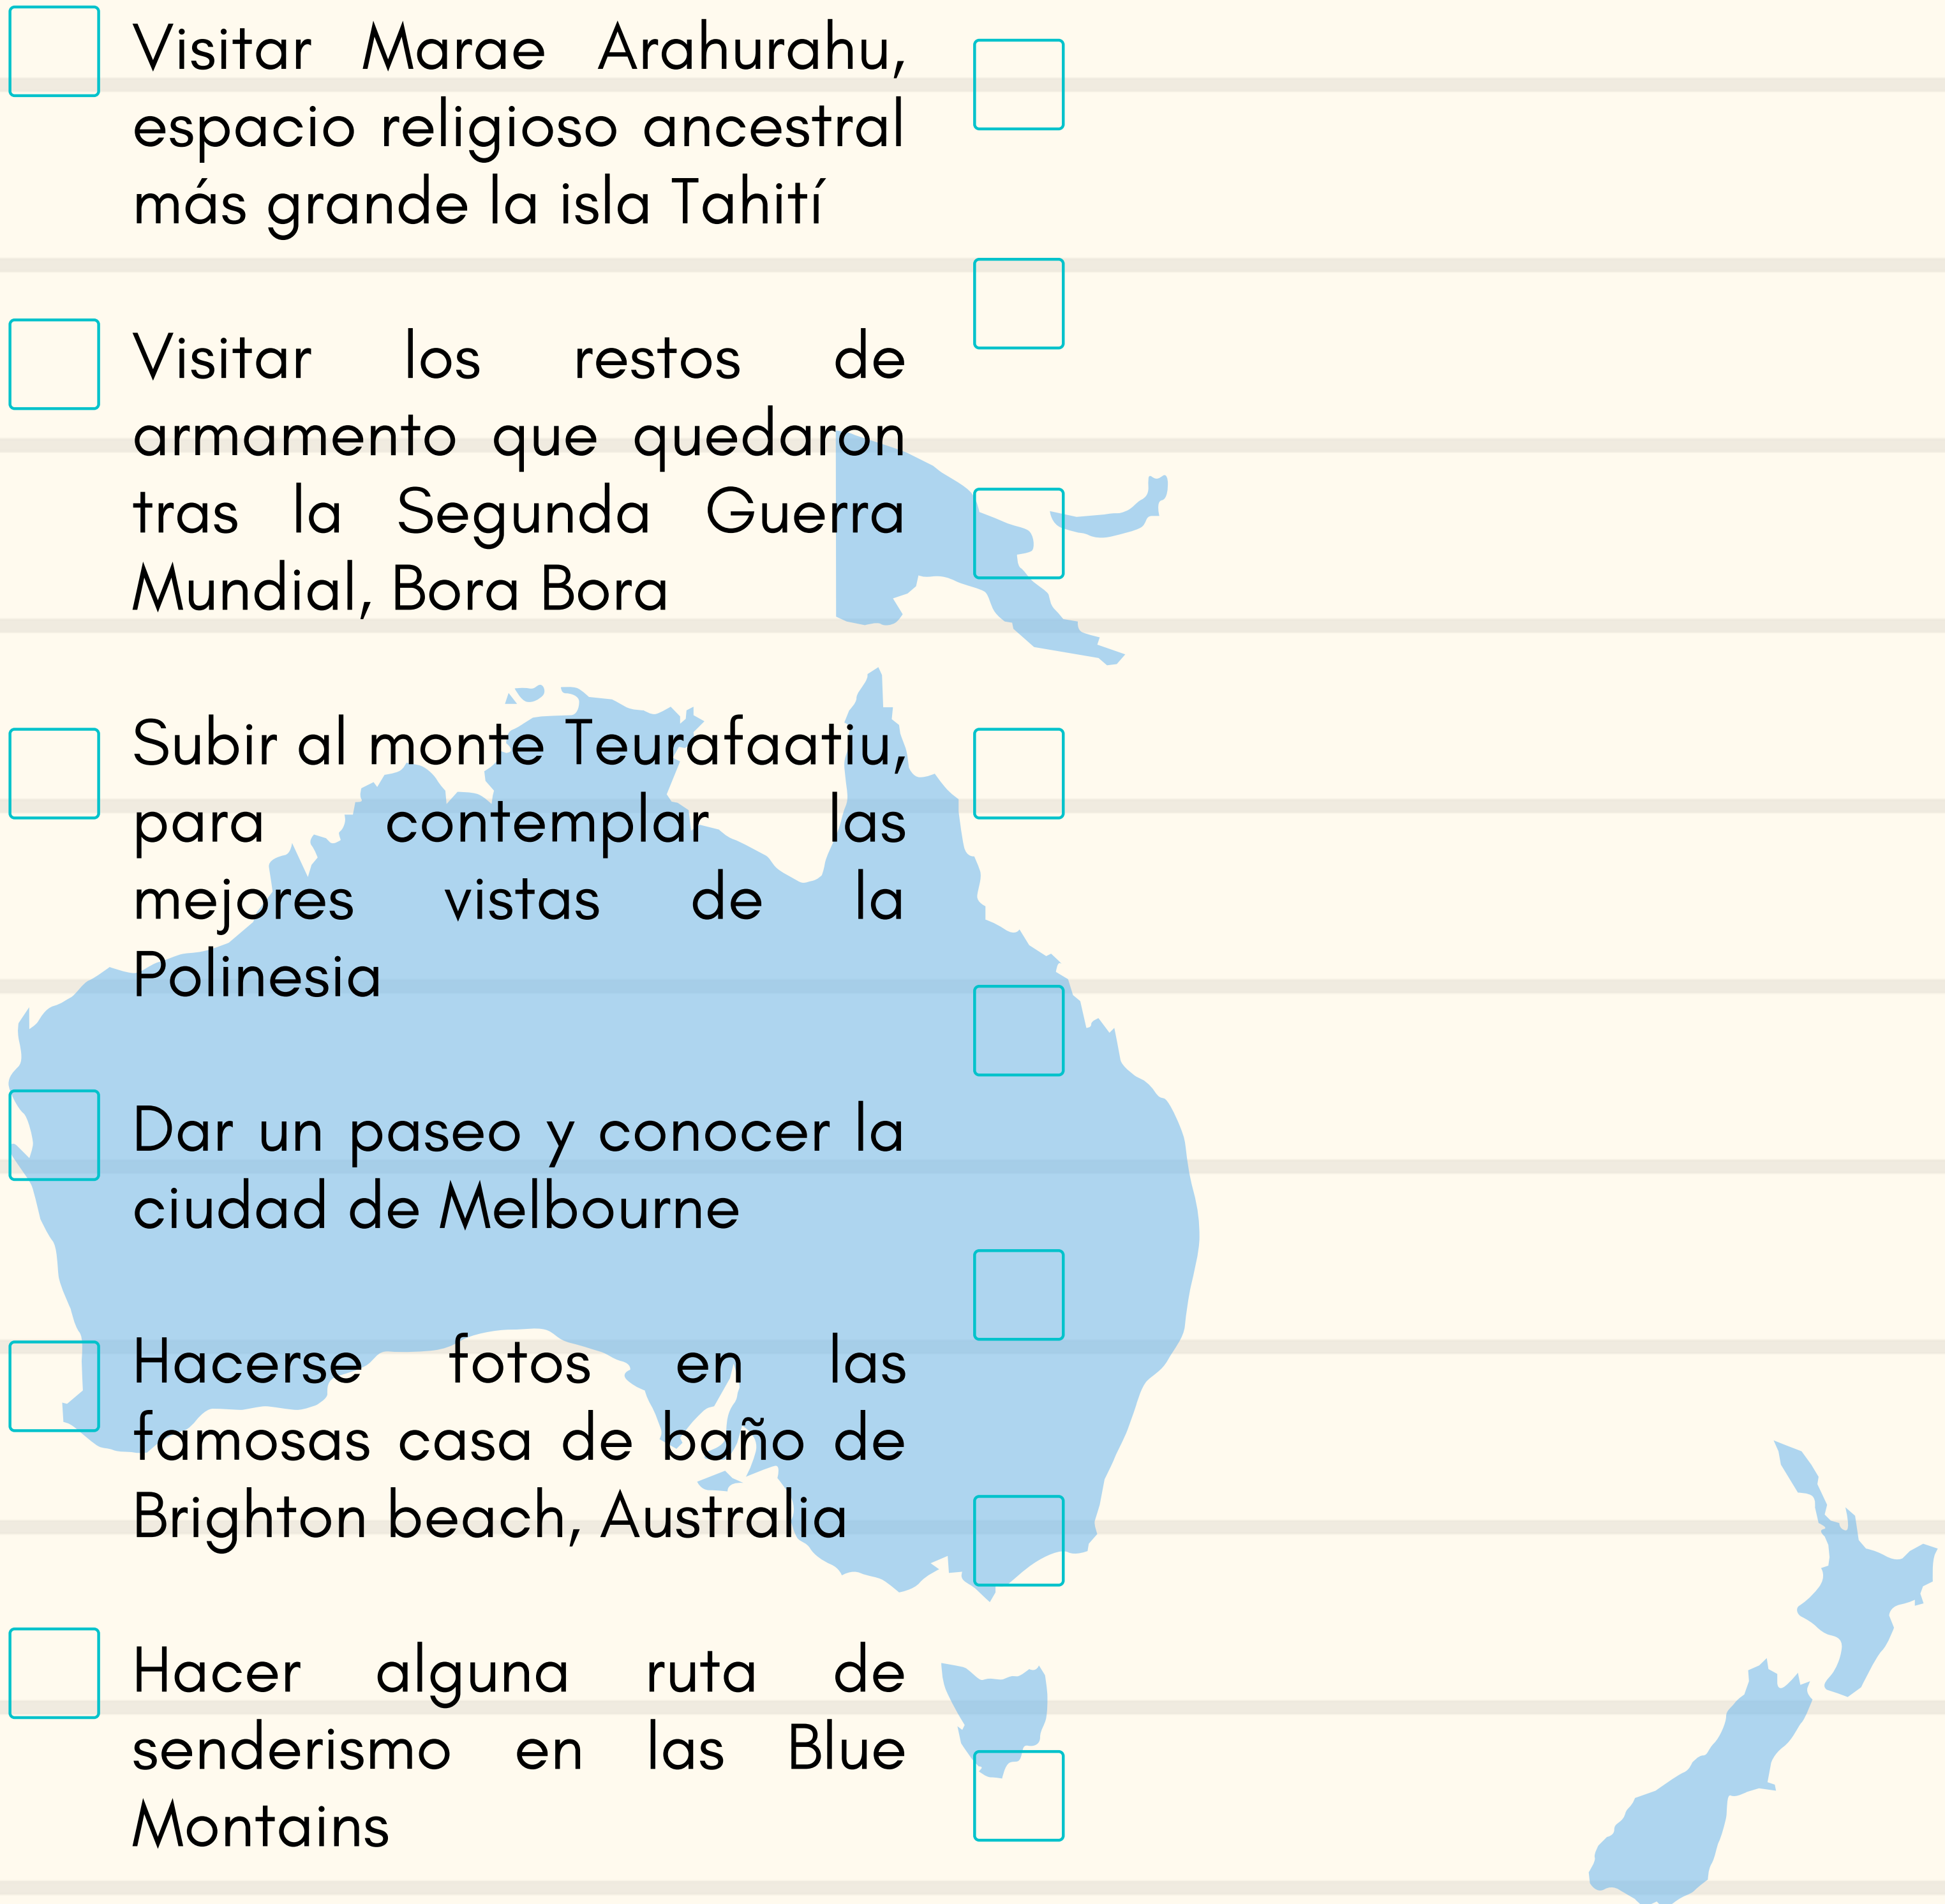 Visitar Marae Arahurahu,
espacio religioso ancestral
más grande la isla Tahití
Visitar los restos de
armamento que quedaron
tras la Segunda Guerra
Mundial, Bora Bora
Subir al monte Teurafaatiu,
para contemplar las
mejores vistas de la
Polinesia
Dar un paseo y conocer la
ciudad de Melbourne
Hacerse fotos en las
famosas casa de baño de
Brighton beach, Australia
Hacer alguna ruta de
senderismo en las Blue
Montains